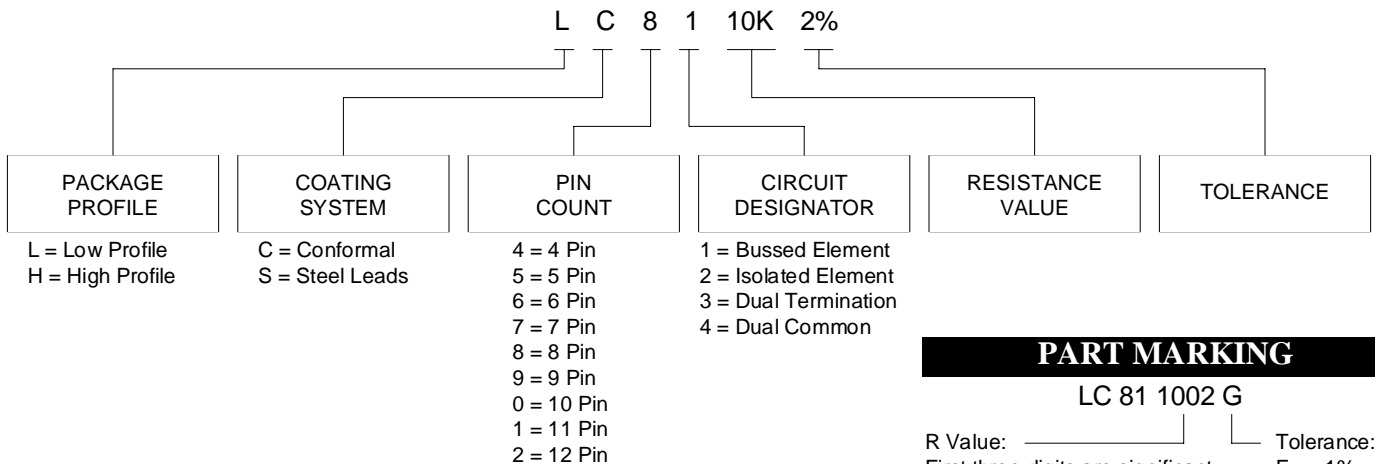 L C 8 1 10K 2%
PACKAGE
PROFILE
L = Low Profile
H = High Profile
COATING
SYSTEM
C = Conformal
S = Steel Leads
PIN
COUNT
4 = 4 Pin
5 = 5 Pin
6 = 6 Pin
7 = 7 Pin
8 = 8 Pin
9 = 9 Pin
0 = 10 Pin
1 = 11 Pin
2 = 12 Pin
CIRCUIT
DESIGNATOR
1 = Bussed Element
2 = Isolated Element
3 = Dual Termination
4 = Dual Common
RESISTANCE
VALUE
TOLERANCE
PART MARKING
LC 81 1002 G
R Value:
Tolerance: